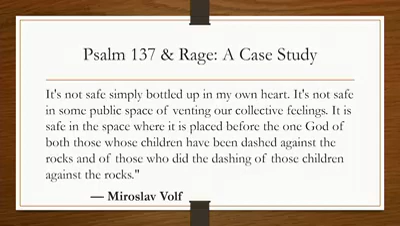 Psalm 137 & Rage: A Case Study
It's not safe simply bottled up in my own heart. It's not safe
in some public space of venting our collective feelings. It is
safe in the space where it is placed before the one God of
both those whose children have been dashed against the
rocks and of those who did the dashing of those children
against the rocks."
— Miroslav Volf